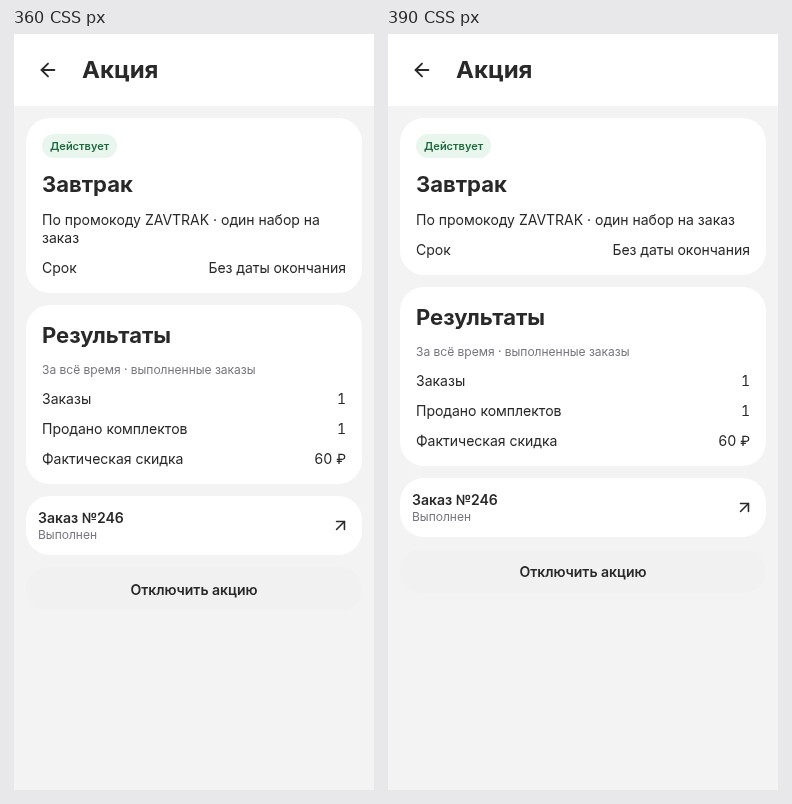 360 CSS px
Акция
Действует
Завтрак
По промокоду ZAVTRAK · один набор на
заказ
Срок Без даты окончания
Результаты
За всё время · выполненные заказы
Заказы 1
Продано комплектов 1
Фактическая скидка 60 ₽
Заказ №246
Выполнен
Отключить акцию
390 CSS px
Акция
Действует
Завтрак
По промокоду ZAVTRAK · один набор на заказ
Срок Без даты окончания
Результаты
За всё время · выполненные заказы
Заказы 1
Продано комплектов 1
Фактическая скидка 60 ₽
Заказ №246
Выполнен
Отключить акцию